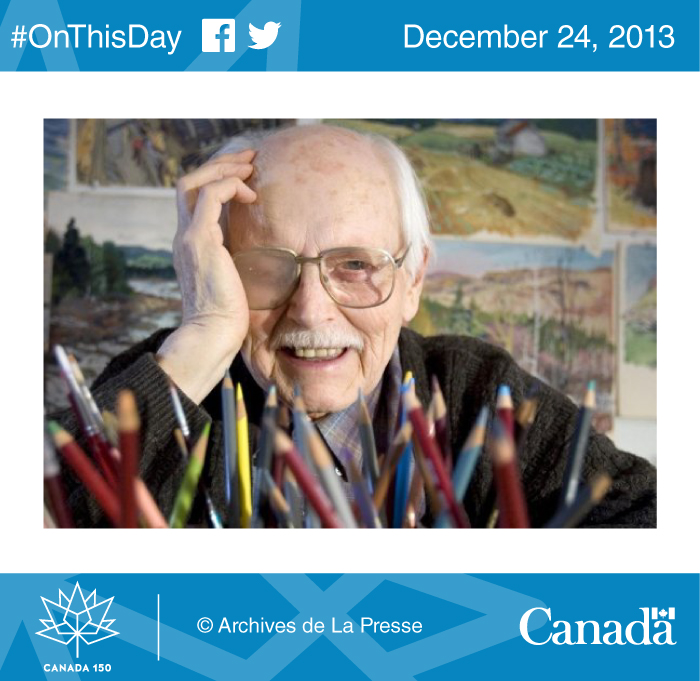 #OnThisDay
December 24, 2013
CANADA 150
© Archives de La Presse
Canada